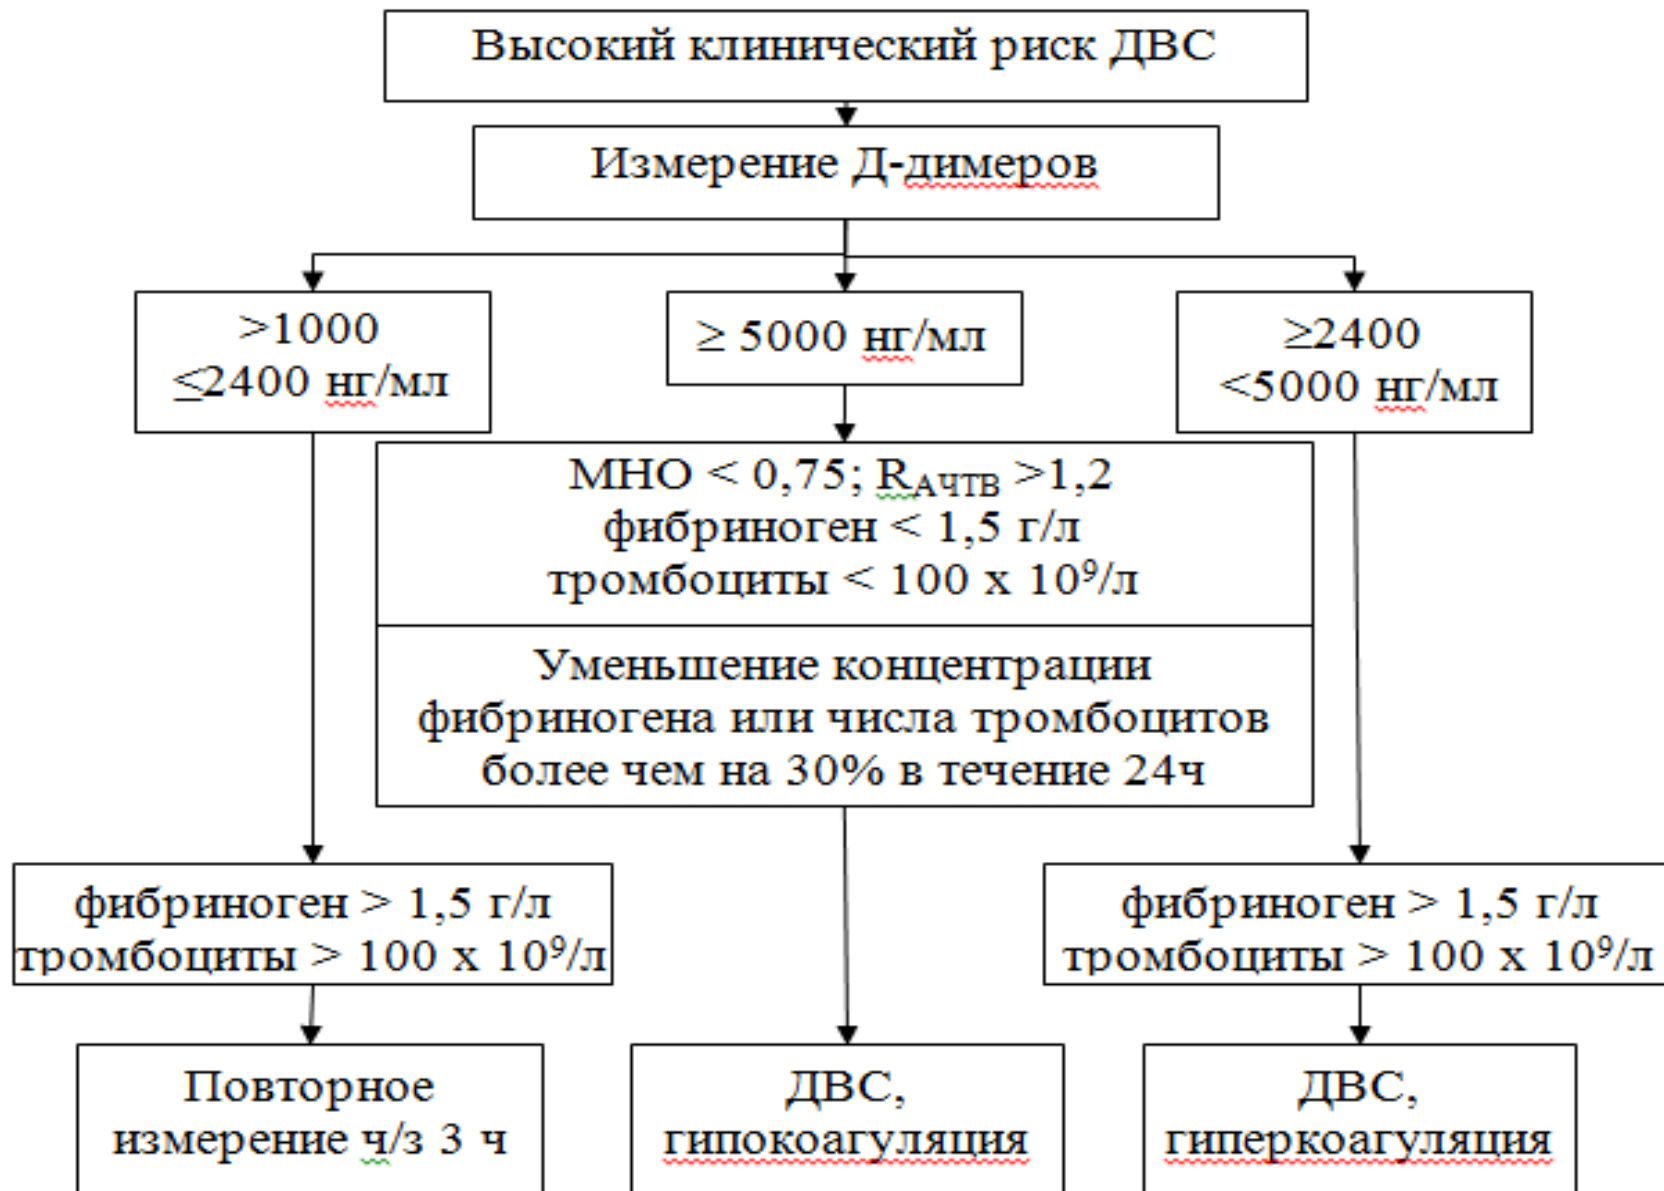 Высокий клинический риск ДВС
Измерение Д-димеров
>1000
≤2400 нг/мл
≥ 5000 нг/мл
≥2400
<5000 нг/мл
МНО < 0,75; RАЧТВ >1,2
фибриноген < 1,5 г/л
тромбоциты < 100 х 10⁹/л
Уменьшение концентрации
фибриногена или числа тромбоцитов
более чем на 30% в течение 24ч
фибриноген > 1,5 г/л
тромбоциты > 100 х 10⁹/л
фибриноген > 1,5 г/л
тромбоциты > 100 х 10⁹/л
Повторное
измерение ч/з 3 ч
ДВС,
гипокоагуляция
ДВС,
гиперкоагуляция